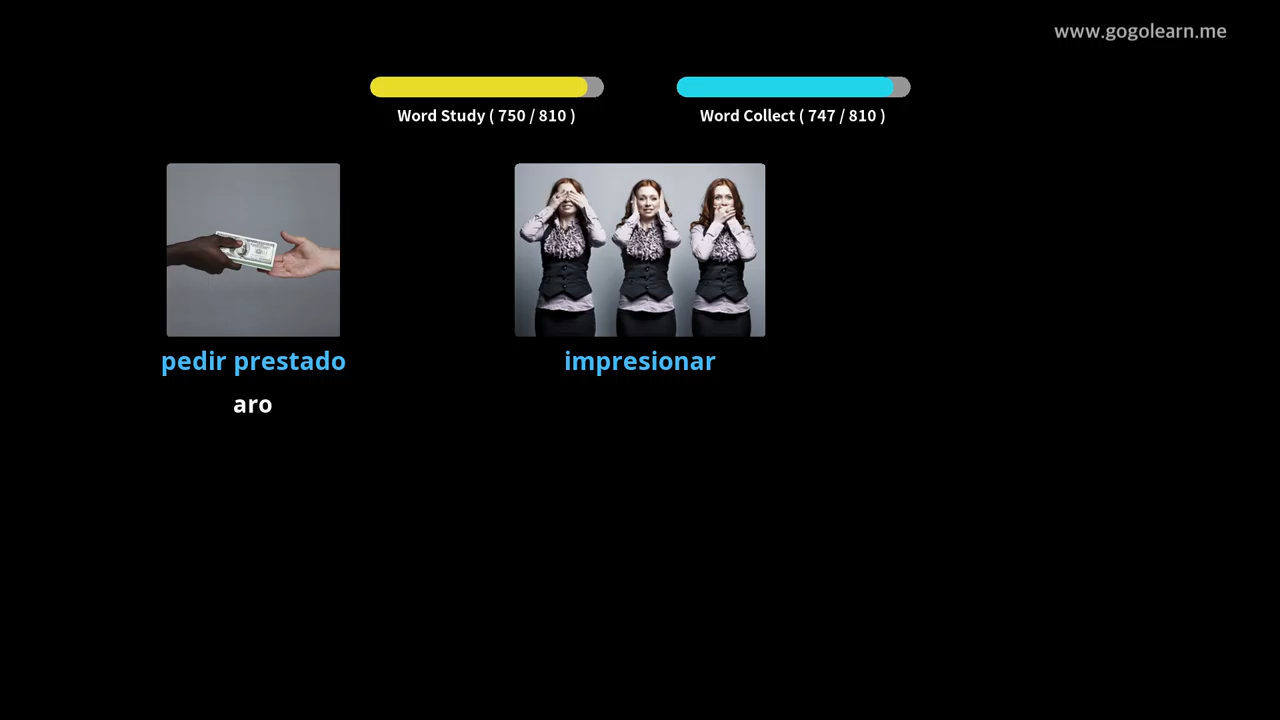 www.gogolearn.me
Word Study ( 750 / 810 )
Word Collect ( 747 / 810 )
pedir prestado
aro
impresionar